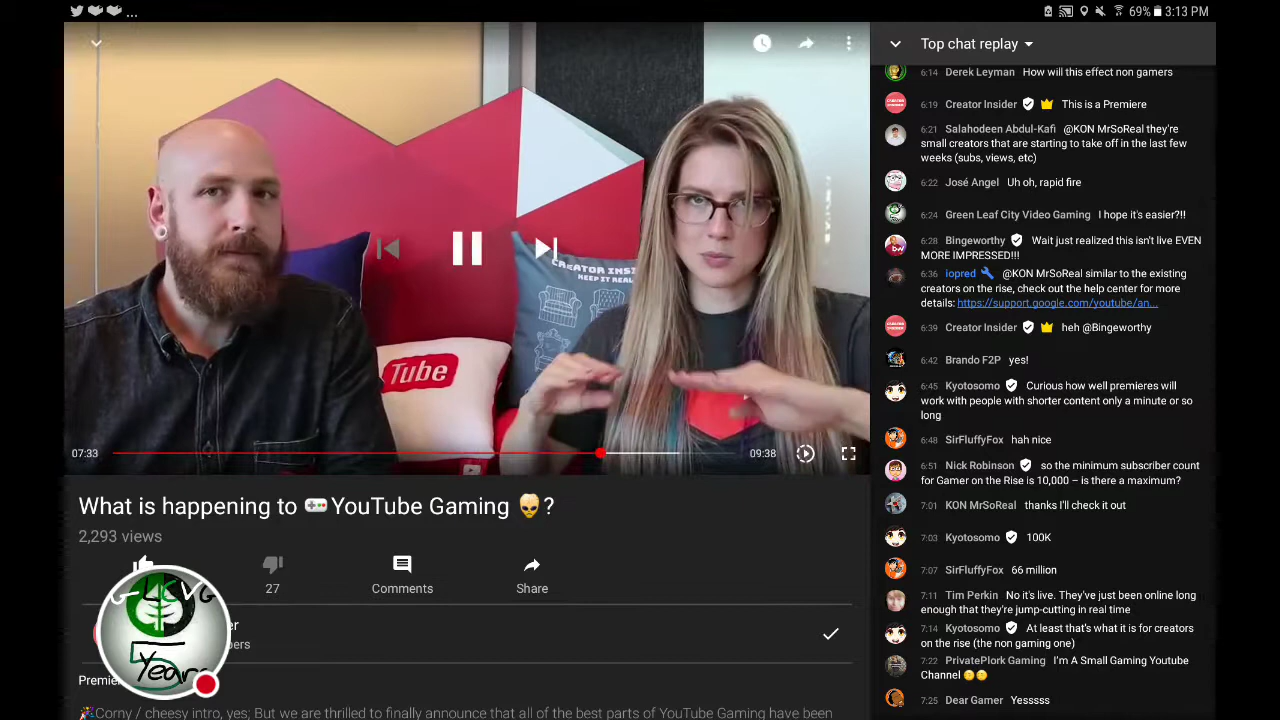 ...
69% 3:13 PM
Top chat replay
6:14 Derek Leyman How will this effect non gamers
6:19 Creator Insider This is a Premiere
6:21 Salahodeen Abdul-Kafi @KON MrSoReal they're
small creators that are starting to take off in the last few
weeks (subs, views, etc)
6:22 José Angel Uh oh, rapid fire
6:24 Green Leaf City Video Gaming I hope it's easier?!!
6:28 Bingeworthy Wait just realized this isn't live EVEN
MORE IMPRESSED!!!
6:36 iopred @KON MrSoReal similar to the existing
creators on the rise, check out the help center for more
details: https://support.google.com/youtube/an...
6:39 Creator Insider heh @Bingeworthy
6:42 Brando F2P yes!
6:45 Kyotosomo Curious how well premieres will
work with people with shorter content only a minute or so
long
6:48 SirFluffyFox hah nice
6:51 Nick Robinson so the minimum subscriber count
for Gamer on the Rise is 10,000 – is there a maximum?
7:01 KON MrSoReal thanks I'll check it out
7:03 Kyotosomo 100K
7:07 SirFluffyFox 66 million
7:11 Tim Perkin No it's live. They've just been online long
enough that they're jump-cutting in real time
7:14 Kyotosomo At least that's what it is for creators
on the rise (the non gaming one)
7:22 PrivatePlork Gaming I'm A Small Gaming Youtube
Channel
7:25 Dear Gamer Yesssss
CREATOR INSI
KEEP IT REAL
Tube
07:33 09:38
What is happening to 🎮YouTube Gaming 👽?
2,293 views
27 Comments Share
GLCVG
5
Years
er
bers
Premie
🎉Corny / cheesy intro, yes; But we are thrilled to finally announce that all of the best parts of YouTube Gaming have been